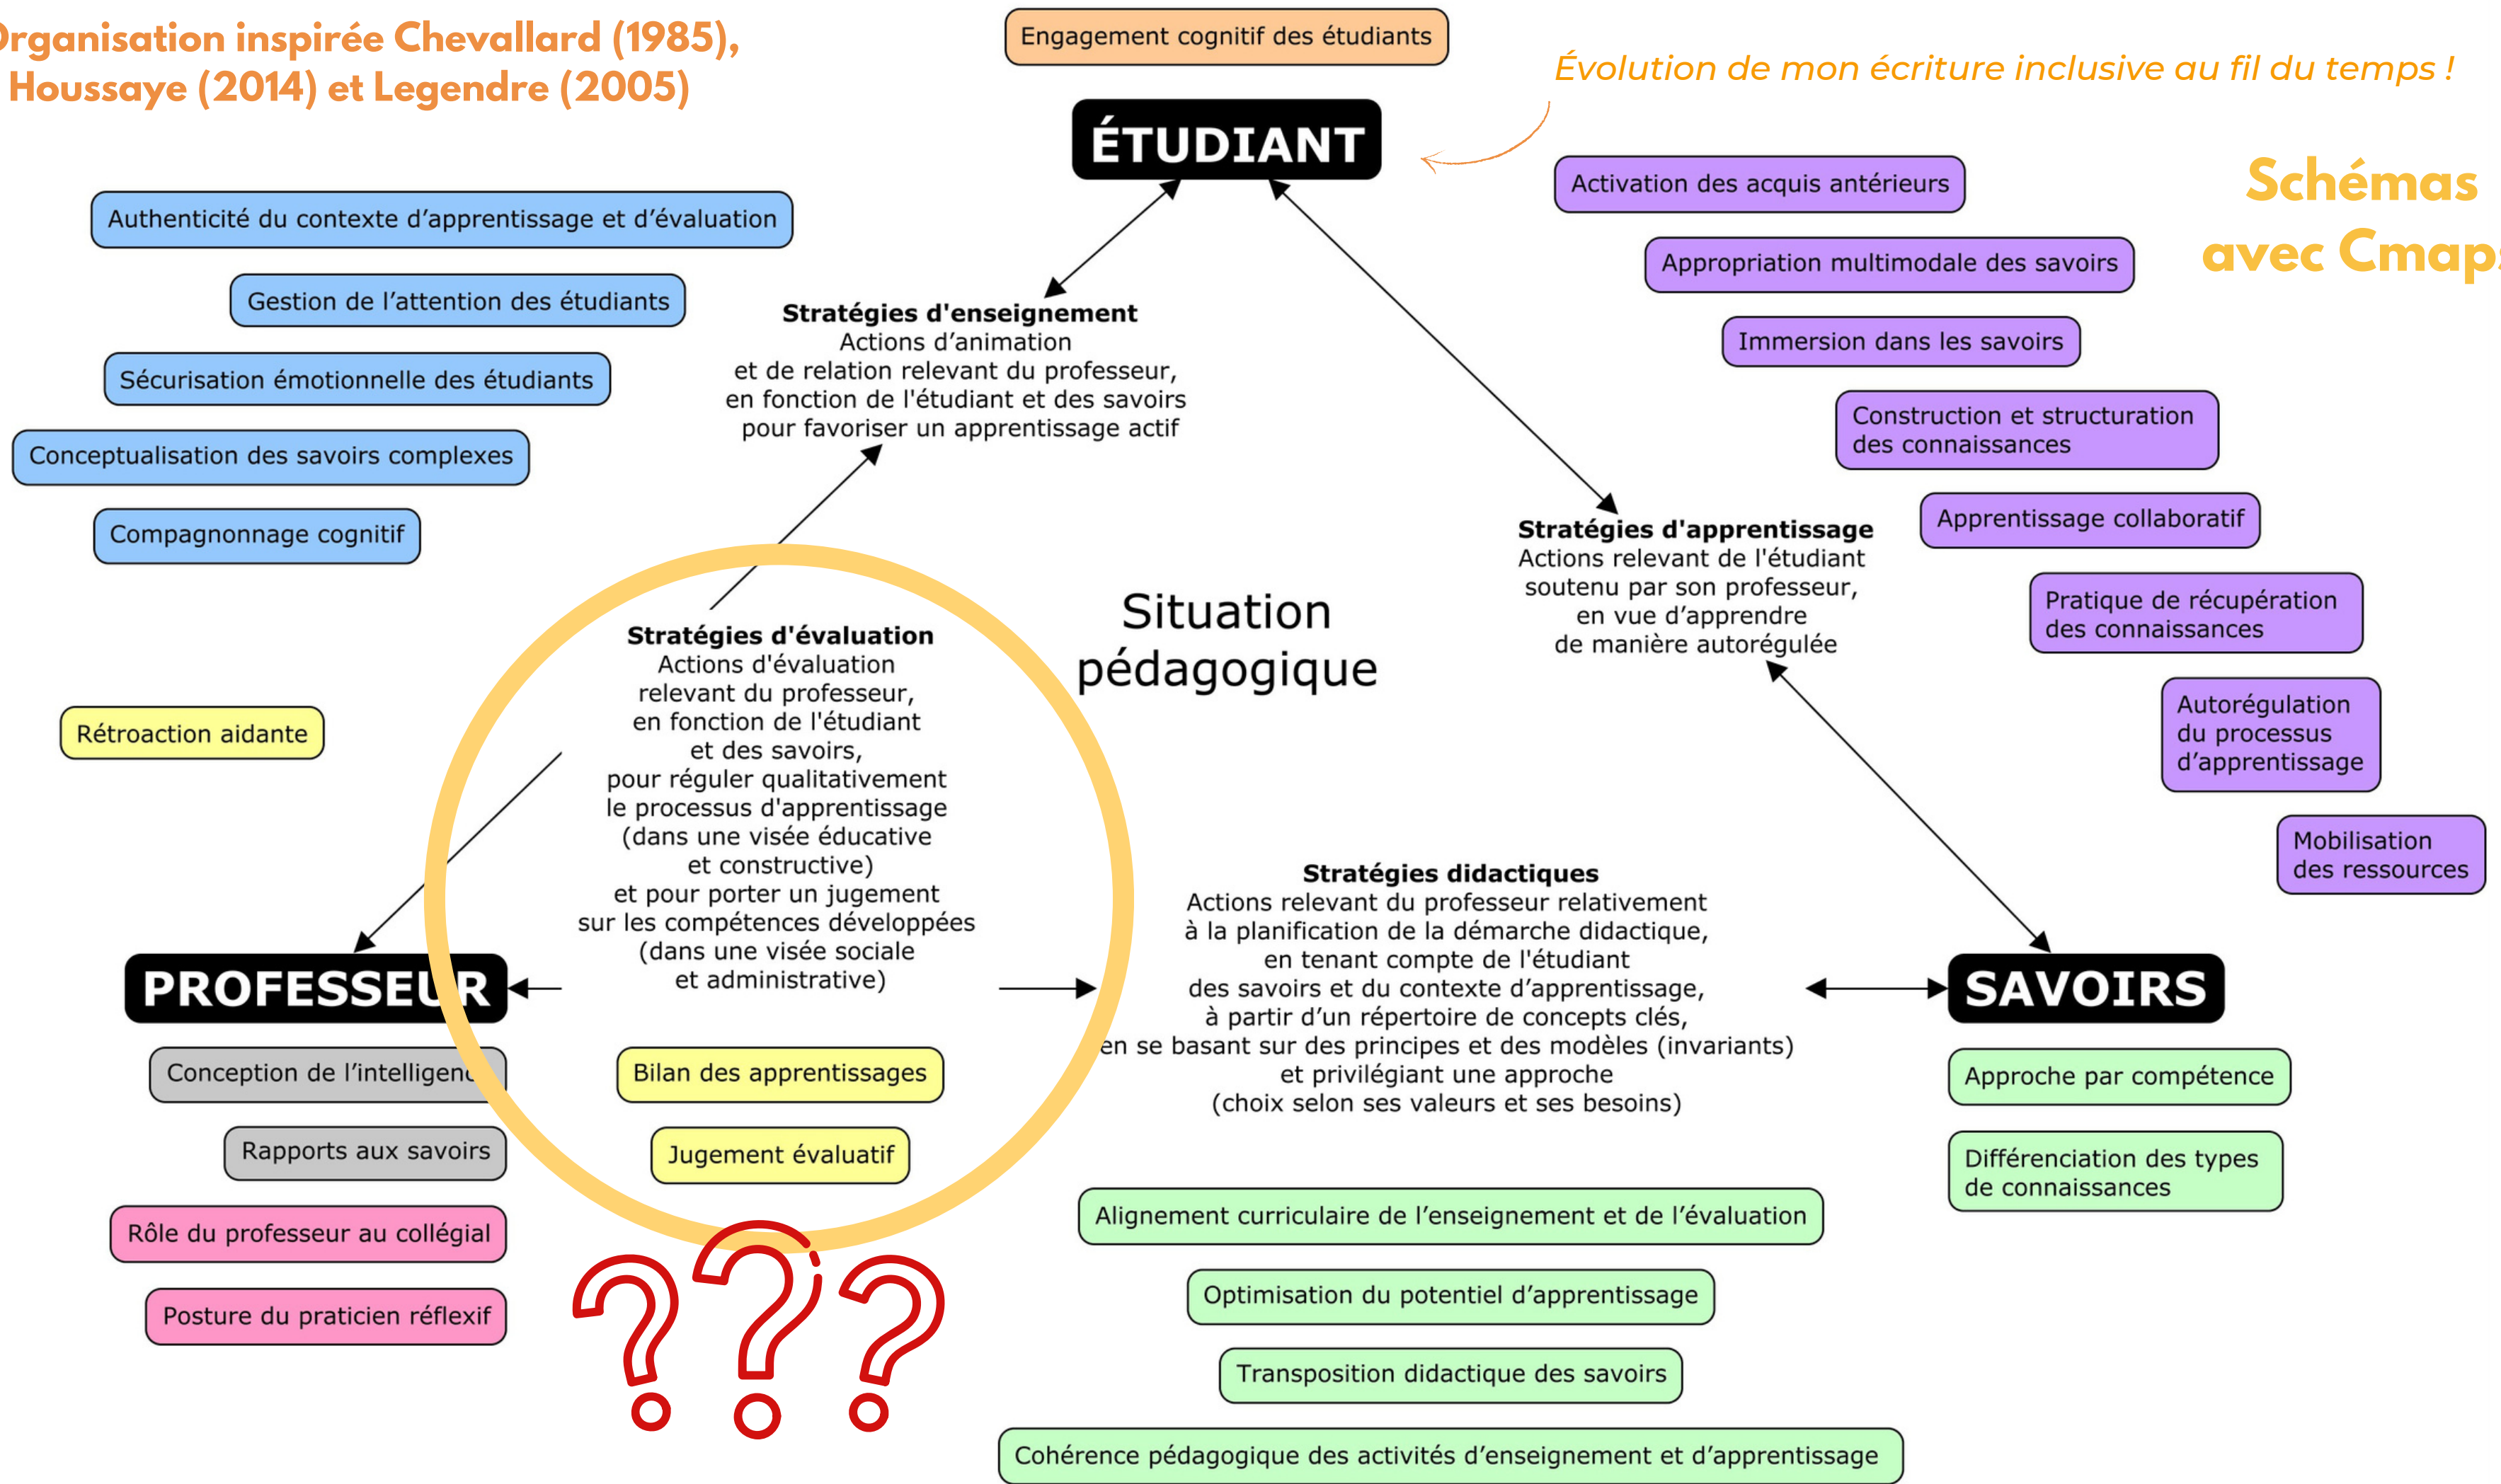 Organisation inspirée Chevallard (1985),
Houssaye (2014) et Legendre (2005)
Engagement cognitif des étudiants
Évolution de mon écriture inclusive au fil du temps !
ÉTUDIANT
Schémas
avec Cmaps
Authenticité du contexte d’apprentissage et d’évaluation
Gestion de l’attention des étudiants
Sécurisation émotionnelle des étudiants
Conceptualisation des savoirs complexes
Compagnonnage cognitif
Stratégies d'enseignement
Actions d’animation
et de relation relevant du professeur,
en fonction de l'étudiant et des savoirs
pour favoriser un apprentissage actif
Activation des acquis antérieurs
Appropriation multimodale des savoirs
Immersion dans les savoirs
Construction et structuration
des connaissances
Apprentissage collaboratif
Pratique de récupération
des connaissances
Autorégulation
du processus
d’apprentissage
Mobilisation
des ressources
Stratégies d'apprentissage
Actions relevant de l'étudiant
soutenu par son professeur,
en vue d’apprendre
de manière autorégulée
Situation
pédagogique
Rétroaction aidante
Stratégies d'évaluation
Actions d'évaluation
relevant du professeur,
en fonction de l'étudiant
et des savoirs,
pour réguler qualitativement
le processus d'apprentissage
(dans une visée éducative
et constructive)
et pour porter un jugement
sur les compétences développées
(dans une visée sociale
et administrative)
Bilan des apprentissages
Jugement évaluatif
???
PROFESSEUR
Conception de l’intelligence
Rapports aux savoirs
Rôle du professeur au collégial
Posture du praticien réflexif
Stratégies didactiques
Actions relevant du professeur relativement
à la planification de la démarche didactique,
en tenant compte de l'étudiant
des savoirs et du contexte d’apprentissage,
à partir d’un répertoire de concepts clés,
en se basant sur des principes et des modèles (invariants)
et privilégiant une approche
(choix selon ses valeurs et ses besoins)
Alignement curriculaire de l’enseignement et de l’évaluation
Optimisation du potentiel d’apprentissage
Transposition didactique des savoirs
Cohérence pédagogique des activités d’enseignement et d’apprentissage
SAVOIRS
Approche par compétence
Différenciation des types
de connaissances